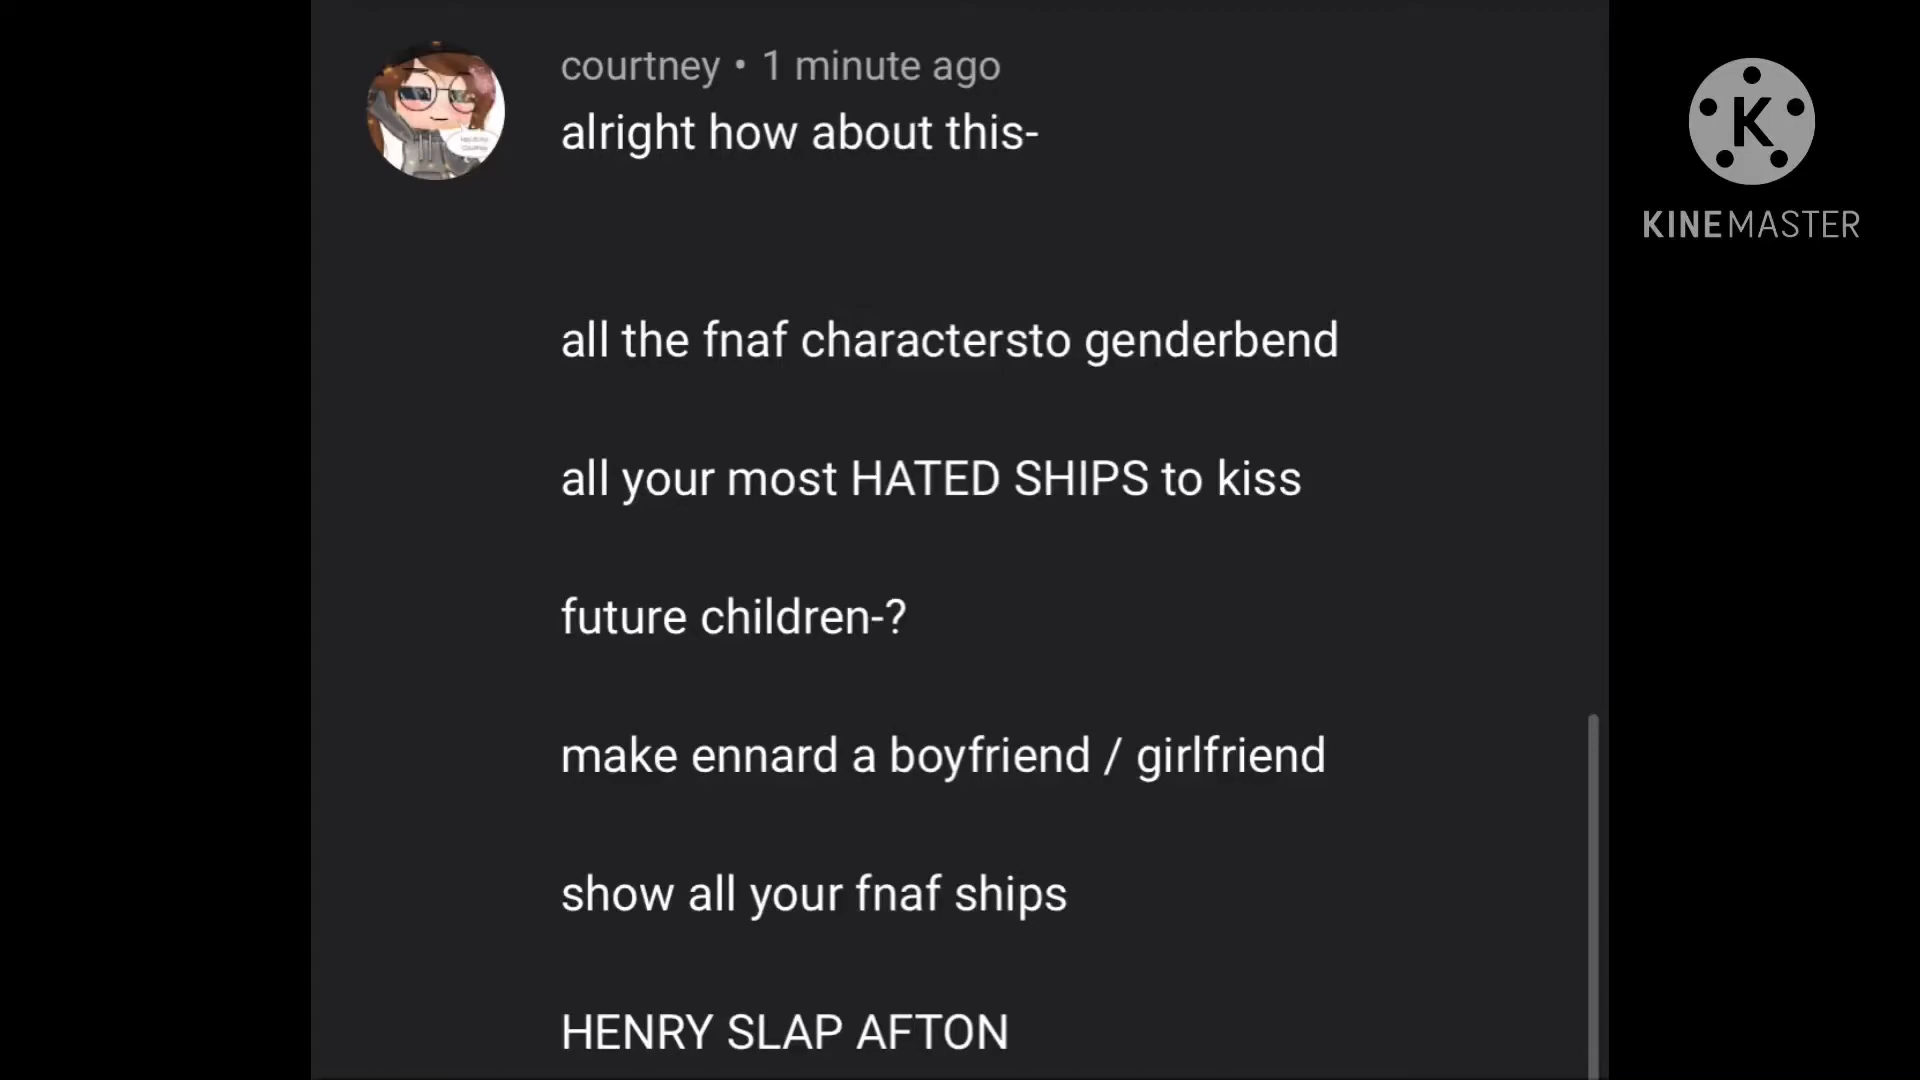 courtney • 1 minute ago
alright how about this-
all the fnaf charactersto genderbend
all your most HATED SHIPS to kiss
future children-?
make ennard a boyfriend / girlfriend
show all your fnaf ships
HENRY SLAP AFTON
K
KINEMASTER